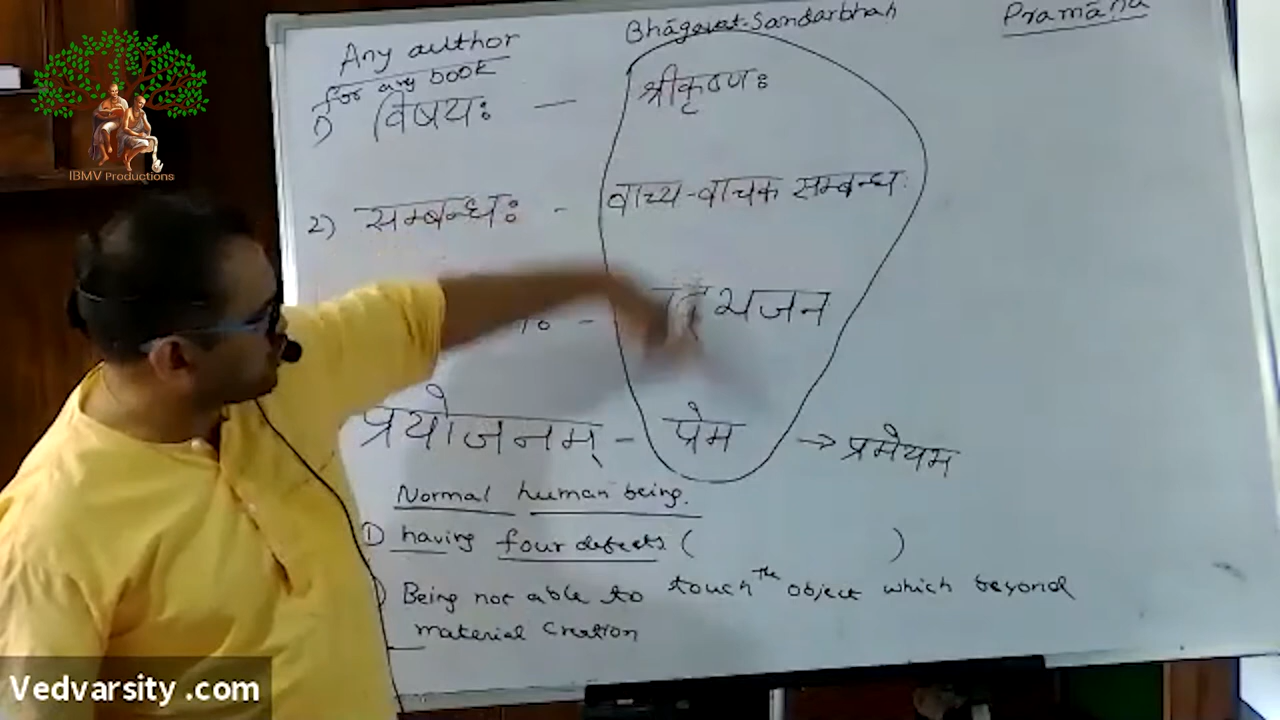 Any author
for any book
Bhāgavat-Sandarbhah
Pramāṇa
1) विषयः – श्रीकृष्णः
2) सम्बन्धः - वाच्य-वाचक सम्बन्धः
भजन
प्रयोजनम् - प्रेम → प्रमेयम
Normal human being.
① having four defects ( )
Being not able to touch the object which beyond
material creation
IBMV Productions
Vedvarsity .com